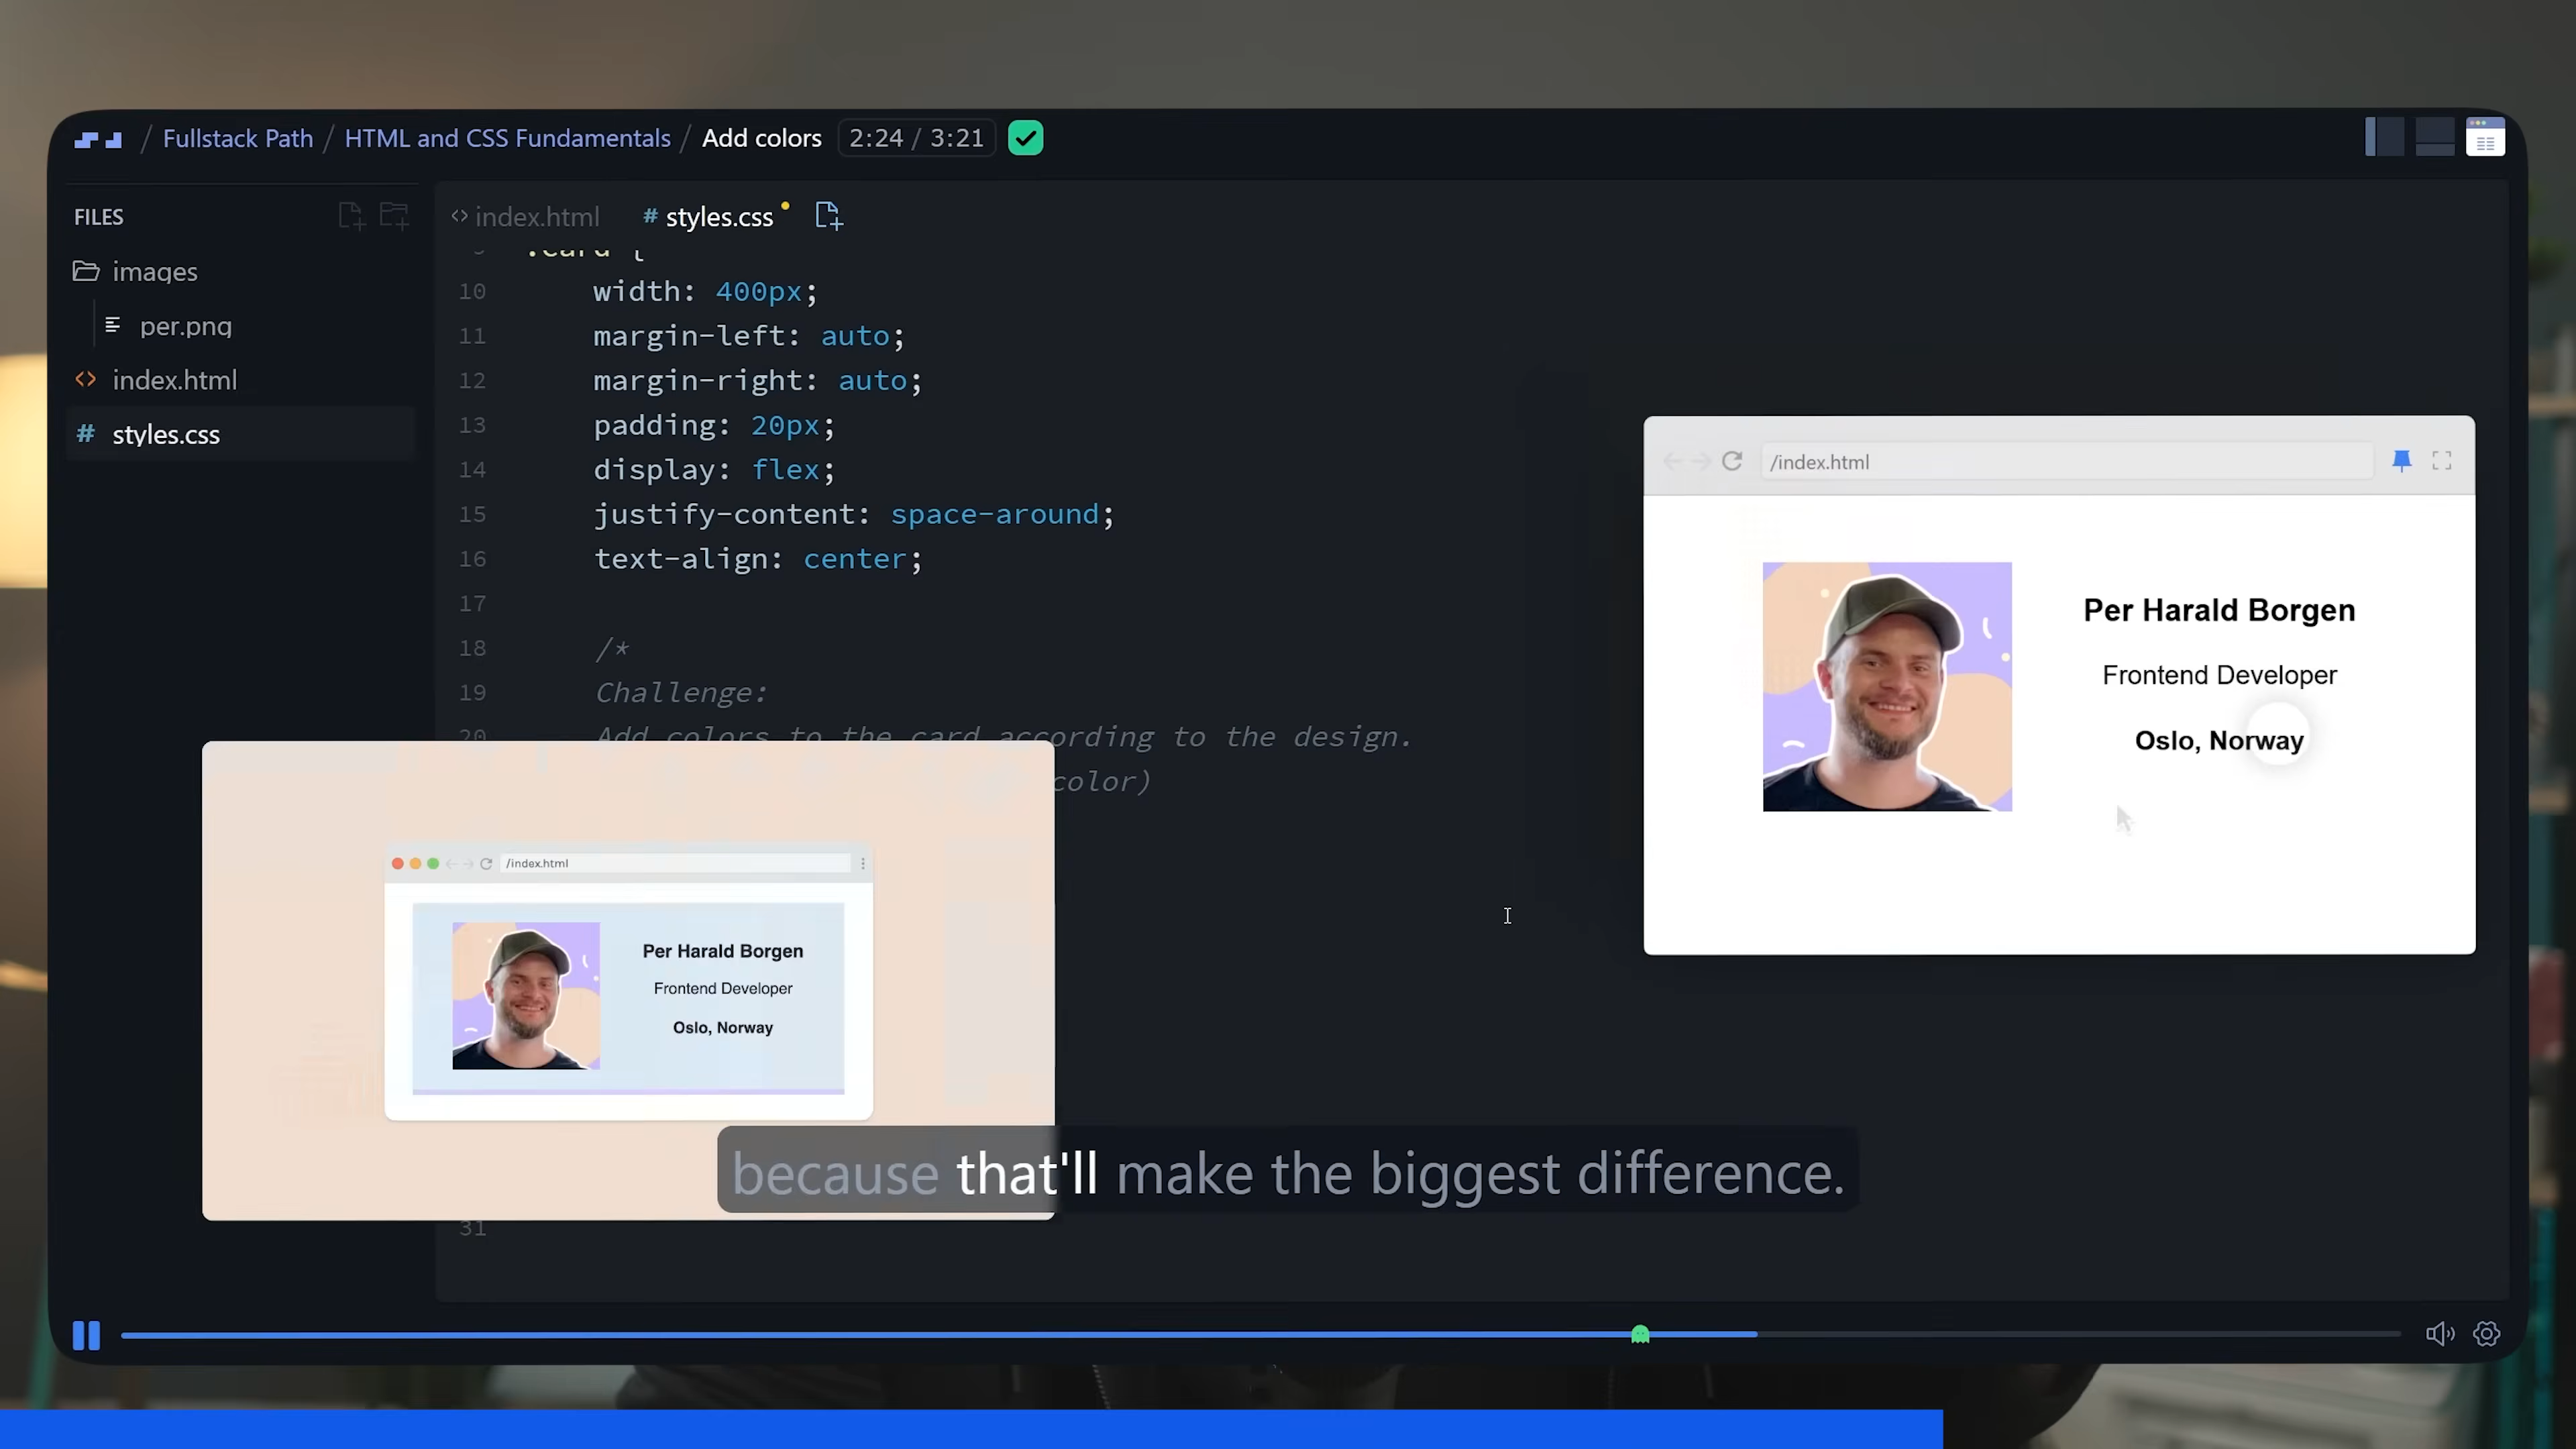 / Fullstack Path / HTML and CSS Fundamentals / Add colors 2:24 / 3:21
FILES
images
per.png
<> index.html
# styles.css
<> index.html # styles.css
9 .card {
10 width: 400px;
11 margin-left: auto;
12 margin-right: auto;
13 padding: 20px;
14 display: flex;
15 justify-content: space-around;
16 text-align: center;
17
18 /*
19 Challenge:
20 Add colors to the card according to the design.
color)
31
/index.html
Per Harald Borgen
Frontend Developer
Oslo, Norway
/index.html
Per Harald Borgen
Frontend Developer
Oslo, Norway
because that'll make the biggest difference.